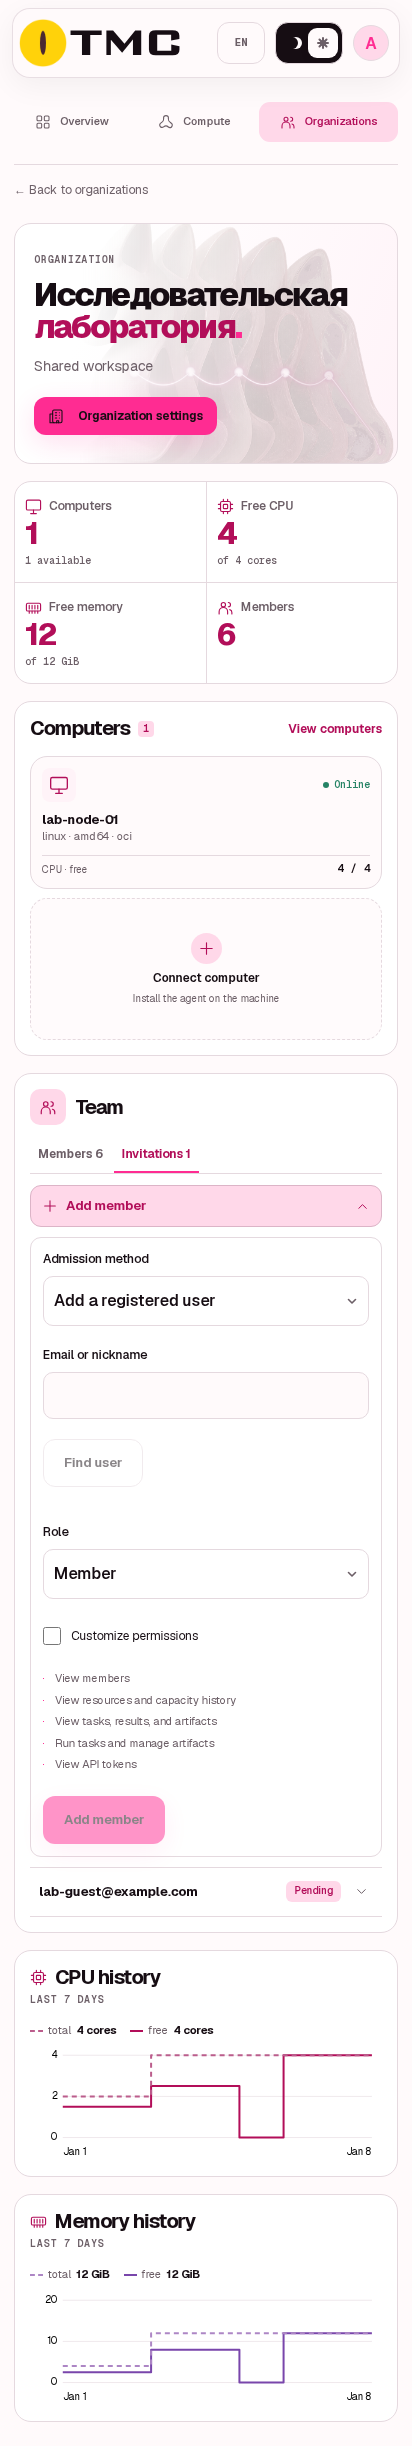 TMC
EN
A
Overview
Compute
Organizations
← Back to organizations
ORGANIZATION
Исследовательская
лаборатория.
Shared workspace
Organization settings
Computers
1
1 available
Free CPU
4
of 4 cores
Free memory
12
of 12 GiB
Members
6
Computers 1
View computers
Online
lab-node-01
linux · amd64 · oci
CPU · free
4 / 4
Connect computer
Install the agent on the machine
Team
Members 6
Invitations 1
Add member
Admission method
Add a registered user
Email or nickname
Find user
Role
Member
Customize permissions
· View members
· View resources and capacity history
· View tasks, results, and artifacts
· Run tasks and manage artifacts
· View API tokens
Add member
lab-guest@example.com
Pending
CPU history
LAST 7 DAYS
total 4 cores
free 4 cores
4
2
0
Jan 1
Jan 8
Memory history
LAST 7 DAYS
total 12 GiB
free 12 GiB
20
10
0
Jan 1
Jan 8